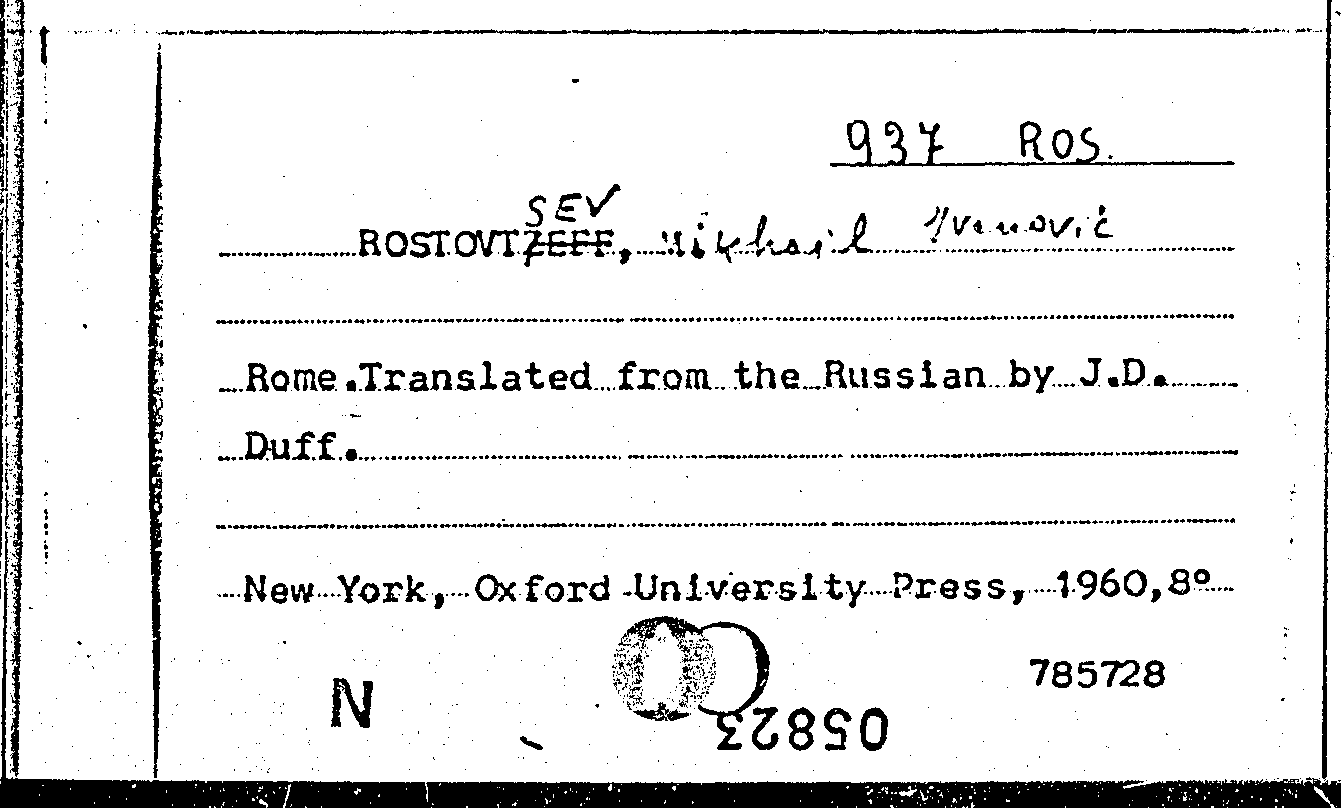 937 ROS.
SEV
ROSTOVTZEFF, Mikhail Ivanovič
Rome.Translated from the Russian by J.D.
Duff.
New York, Oxford University Press, 1960,8°
785728
N
05823